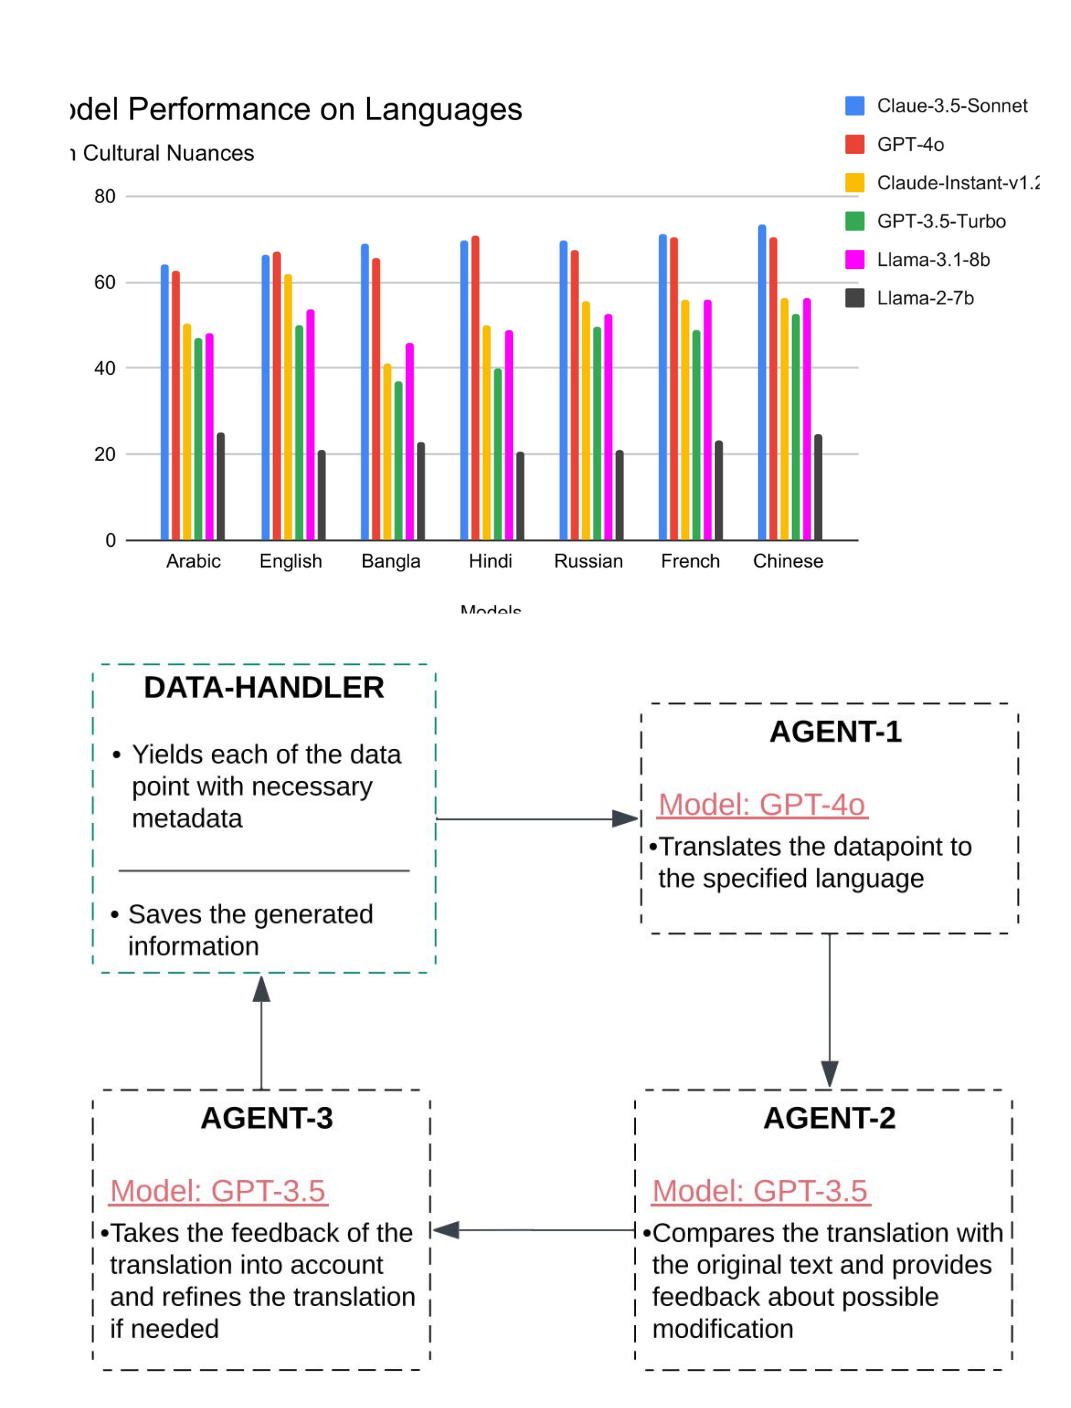 odel Performance on Languages
n Cultural Nuances
Claue-3.5-Sonnet
GPT-4o
Claude-Instant-v1.2
GPT-3.5-Turbo
Llama-3.1-8b
Llama-2-7b
80
60
40
20
0
Arabic English Bangla Hindi Russian French Chinese
Models
DATA-HANDLER
• Yields each of the data
point with necessary
metadata
• Saves the generated
information
AGENT-1
Model: GPT-4o
•Translates the datapoint to
the specified language
AGENT-3
Model: GPT-3.5
•Takes the feedback of the
translation into account
and refines the translation
if needed
AGENT-2
Model: GPT-3.5
•Compares the translation with
the original text and provides
feedback about possible
modification